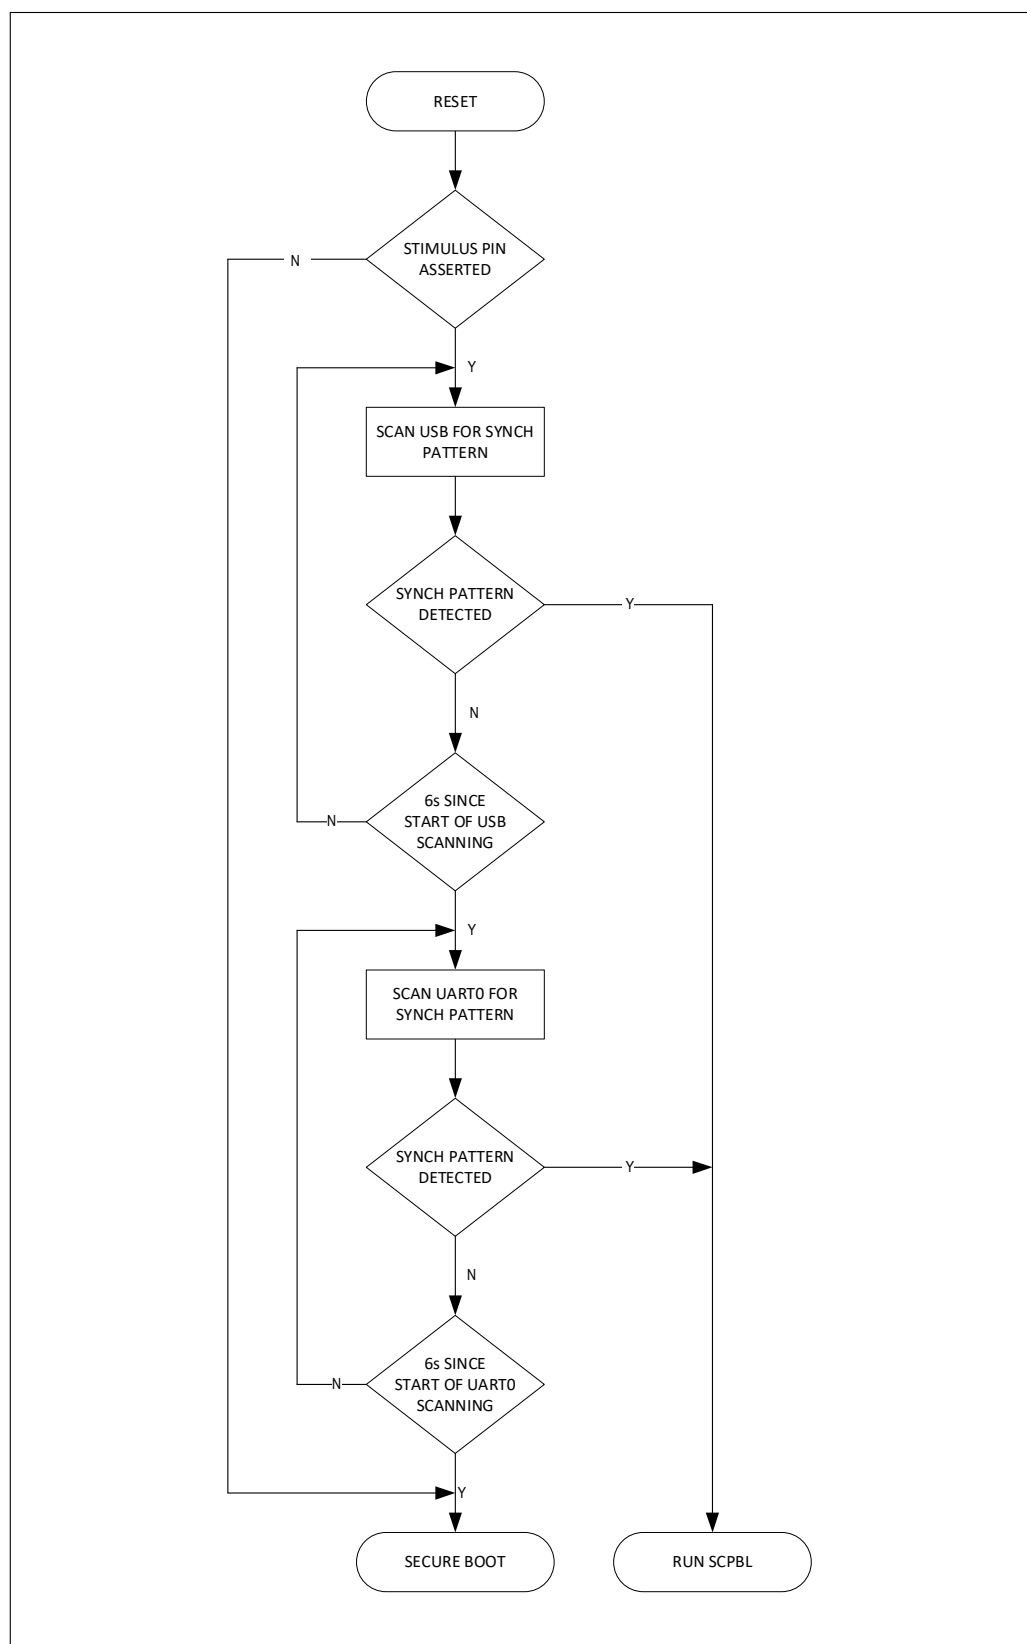 RESET
STIMULUS PIN
ASSERTED
N
Y
SCAN USB FOR SYNCH
PATTERN
SYNCH PATTERN
DETECTED
Y
N
6s SINCE
START OF USB
SCANNING
N
Y
SCAN UART0 FOR
SYNCH PATTERN
SYNCH PATTERN
DETECTED
Y
N
6s SINCE
START OF UART0
SCANNING
N
Y
SECURE BOOT
RUN SCPBL